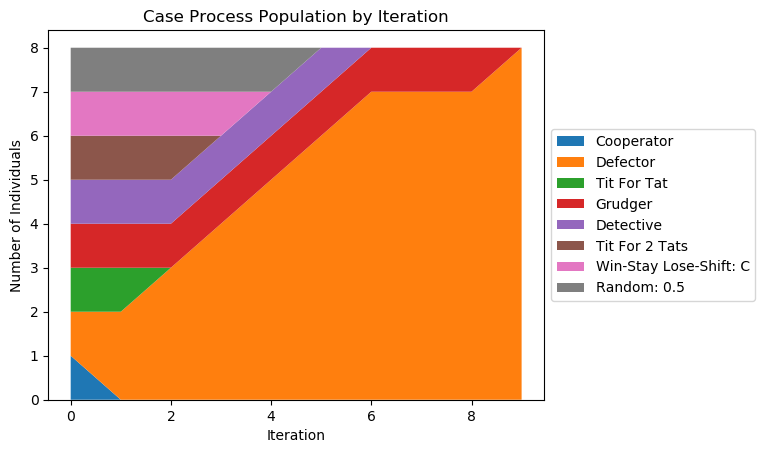 Case Process Population by Iteration
Number of Individuals
8
7
6
5
4
3
2
1
0
0 2 4 6 8
Iteration
Cooperator
Defector
Tit For Tat
Grudger
Detective
Tit For 2 Tats
Win-Stay Lose-Shift: C
Random: 0.5